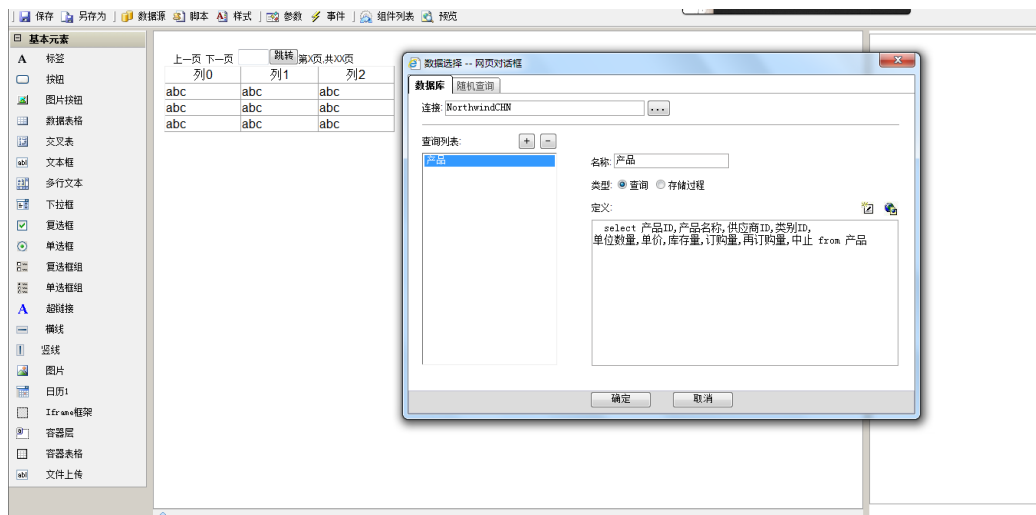 保存 另存为 数据源 脚本 样式 参数 事件 组件列表 预览
基本元素
A 标签
按钮
图片按钮
数据表格
交叉表
abl 文本框
多行文本
下拉框
复选框
单选框
复选框组
单选框组
A 超链接
横线
竖线
图片
日历1
Iframe框架
容器层
容器表格
abl 文件上传
上一页 下一页 跳转 第X页,共XX页
列0 列1 列2
abc abc abc
abc abc abc
abc abc abc
数据选择 -- 网页对话框
数据库 随机查询
连接: NorthwindCHN ...
查询列表: + -
产品
名称: 产品
类型: 查询 存储过程
定义:
select 产品ID,产品名称,供应商ID,类别ID,
单位数量,单价,库存量,订购量,再订购量,中止 from 产品
确定 取消